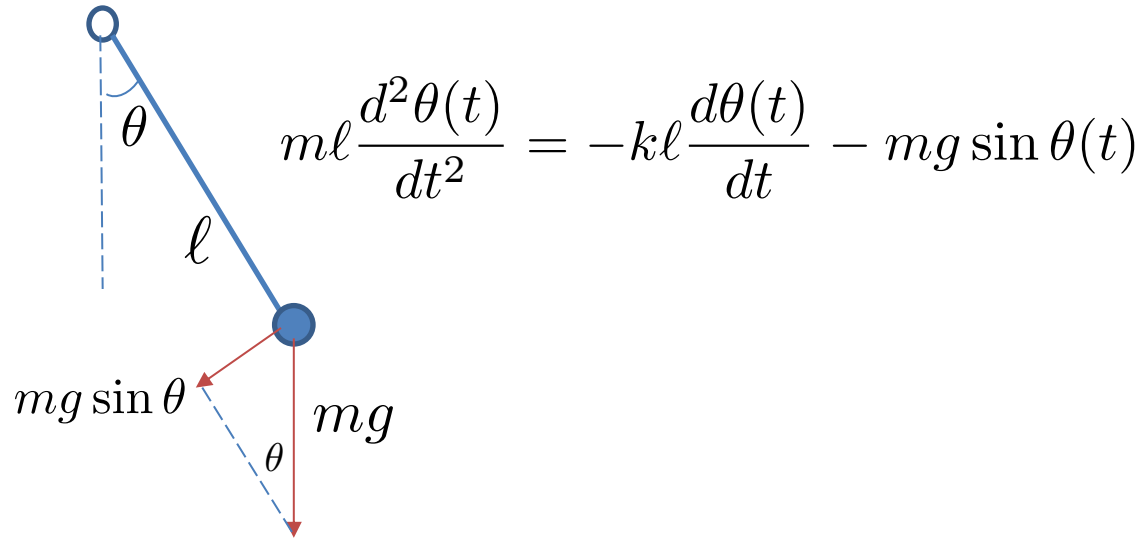 θ
mℓ d²θ(t)/dt² = −kℓ dθ(t)/dt − mg sin θ(t)
ℓ
mg sin θ
mg
θ